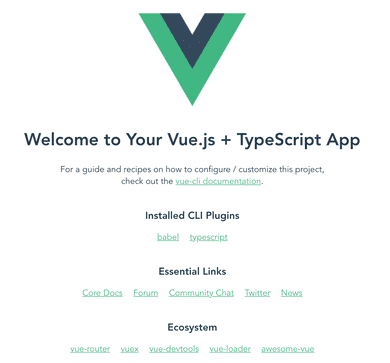 Welcome to Your Vue.js + TypeScript App
For a guide and recipes on how to configure / customize this project,
check out the vue-cli documentation.
Installed CLI Plugins
babel typescript
Essential Links
Core Docs Forum Community Chat Twitter News
Ecosystem
vue-router vuex vue-devtools vue-loader awesome-vue